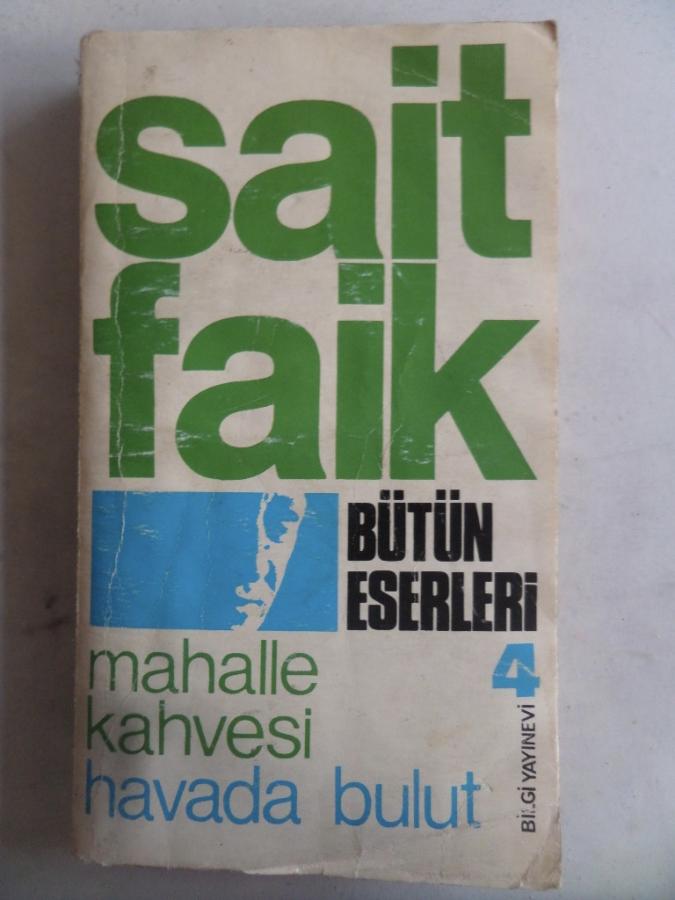 sait
faik
BÜTÜN
ESERLERİ
4
mahalle
kahvesi
havada bulut
BİLGİ YAYINEVİ